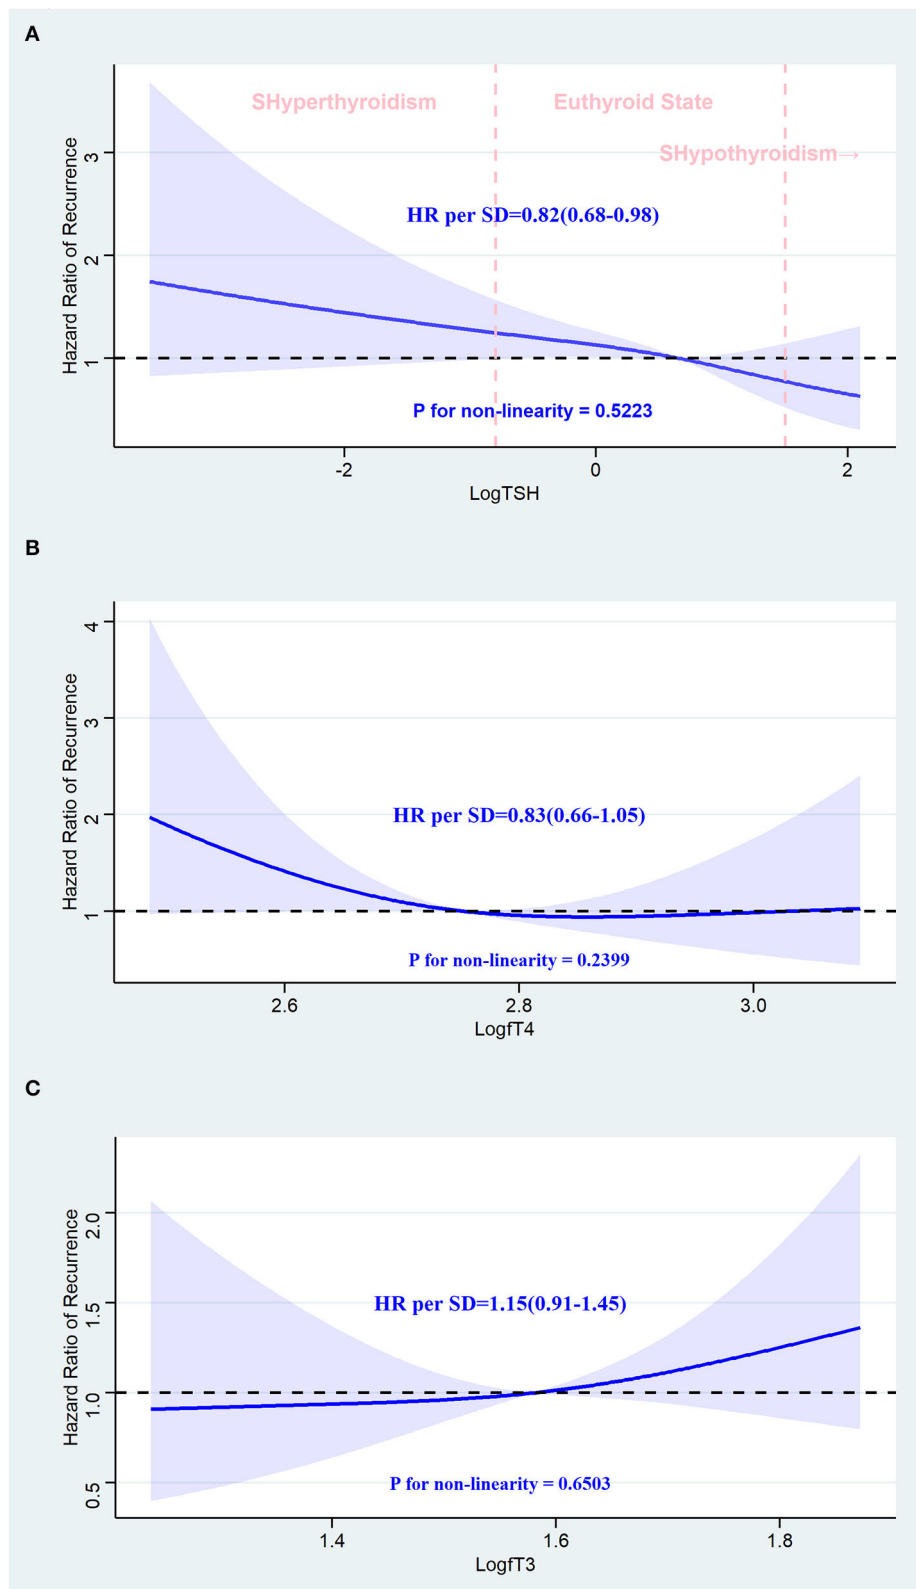 A
SHyperthyroidism
Euthyroid State
SHypothyroidism→
HR per SD=0.82(0.68-0.98)
P for non-linearity = 0.5223
Hazard Ratio of Recurrence
3
2
1
-2
0
2
LogTSH
B
HR per SD=0.83(0.66-1.05)
P for non-linearity = 0.2399
Hazard Ratio of Recurrence
4
3
2
1
2.6
2.8
3.0
LogfT4
C
HR per SD=1.15(0.91-1.45)
P for non-linearity = 0.6503
Hazard Ratio of Recurrence
2.0
1.5
1.0
0.5
1.4
1.6
1.8
LogfT3